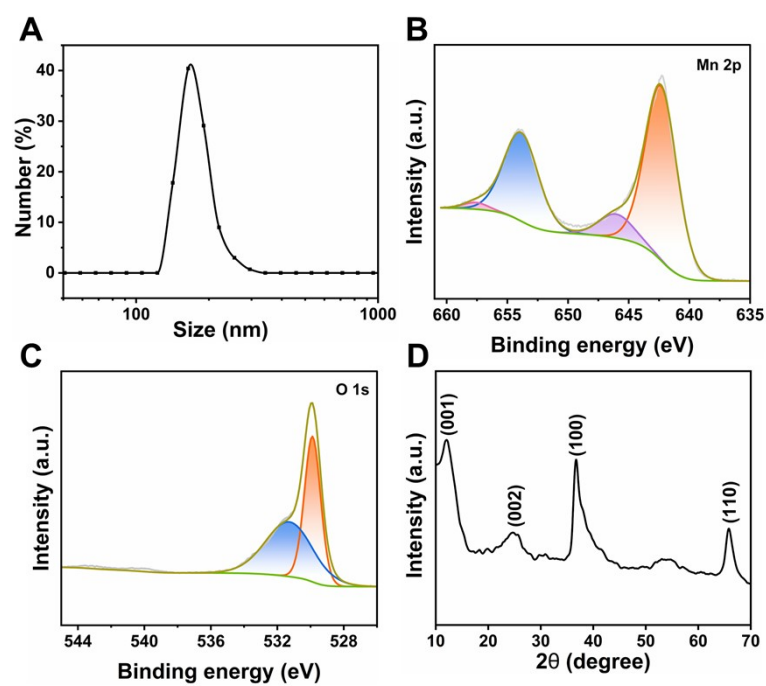 A
Number (%)
40
30
20
10
0
100
1000
Size (nm)
B
Mn 2p
Intensity (a.u.)
660
655
650
645
640
635
Binding energy (eV)
C
O 1s
Intensity (a.u.)
544
540
536
530
528
Binding energy (eV)
D
Intensity (a.u.)
(001)
(002)
(100)
(110)
10
20
30
40
50
60
70
2θ (degree)